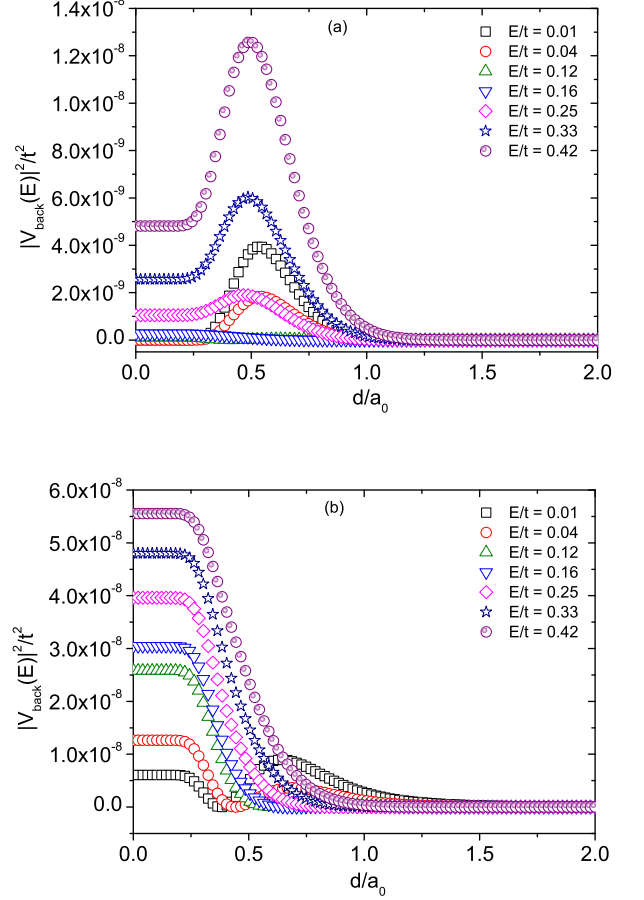 1.4x10⁻⁸
1.2x10⁻⁸
1.0x10⁻⁸
8.0x10⁻⁹
6.0x10⁻⁹
4.0x10⁻⁹
2.0x10⁻⁹
0.0
|V_back(E)|²/t²
(a)
E/t = 0.01
E/t = 0.04
E/t = 0.12
E/t = 0.16
E/t = 0.25
E/t = 0.33
E/t = 0.42
0.0 0.5 1.0 1.5 2.0
d/a₀
6.0x10⁻⁸
5.0x10⁻⁸
4.0x10⁻⁸
3.0x10⁻⁸
2.0x10⁻⁸
1.0x10⁻⁸
0.0
|V_back(E)|²/t²
(b)
E/t = 0.01
E/t = 0.04
E/t = 0.12
E/t = 0.16
E/t = 0.25
E/t = 0.33
E/t = 0.42
0.0 0.5 1.0 1.5 2.0
d/a₀